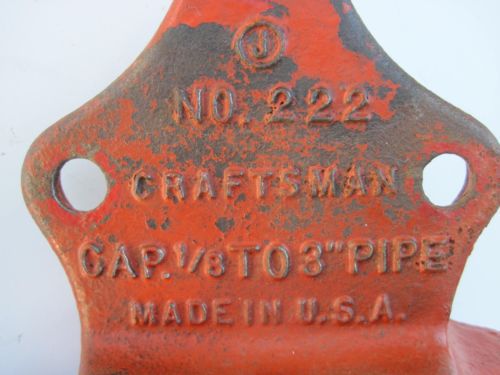 J
NO. 222
CRAFTSMAN
CAP. 1/8 TO 3" PIPE
MADE IN U.S.A.